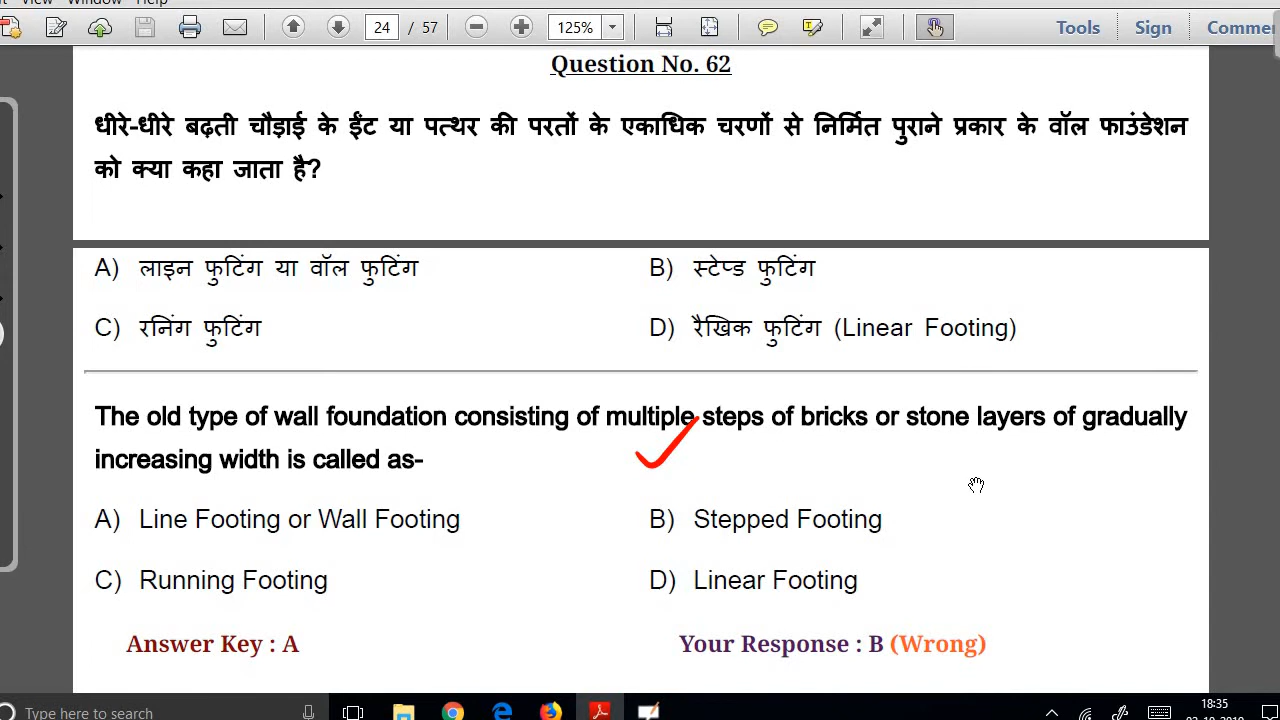 View Window Help
24 / 57 125% Tools Sign
Question No. 62
धीरे-धीरे बढ़ती चौड़ाई के ईंट या पत्थर की परतों के एकाधिक चरणों से निर्मित पुराने प्रकार के वॉल फाउंडेशन
को क्या कहा जाता है?
A) लाइन फुटिंग या वॉल फुटिंग B) स्टेप्ड फुटिंग
C) रनिंग फुटिंग D) रैखिक फुटिंग (Linear Footing)
The old type of wall foundation consisting of multiple steps of bricks or stone layers of gradually
increasing width is called as-
A) Line Footing or Wall Footing B) Stepped Footing
C) Running Footing D) Linear Footing
Answer Key : A Your Response : B (Wrong)
Type here to search 18:35